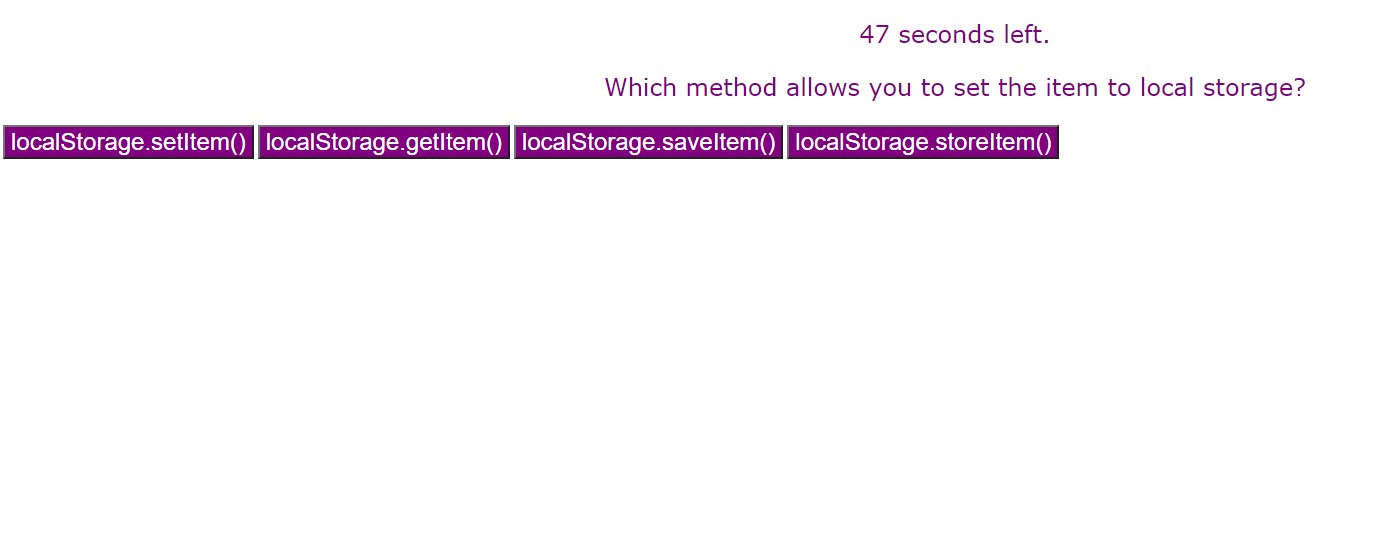 47 seconds left.
Which method allows you to set the item to local storage?
localStorage.setItem() localStorage.getItem() localStorage.saveItem() localStorage.storeItem()